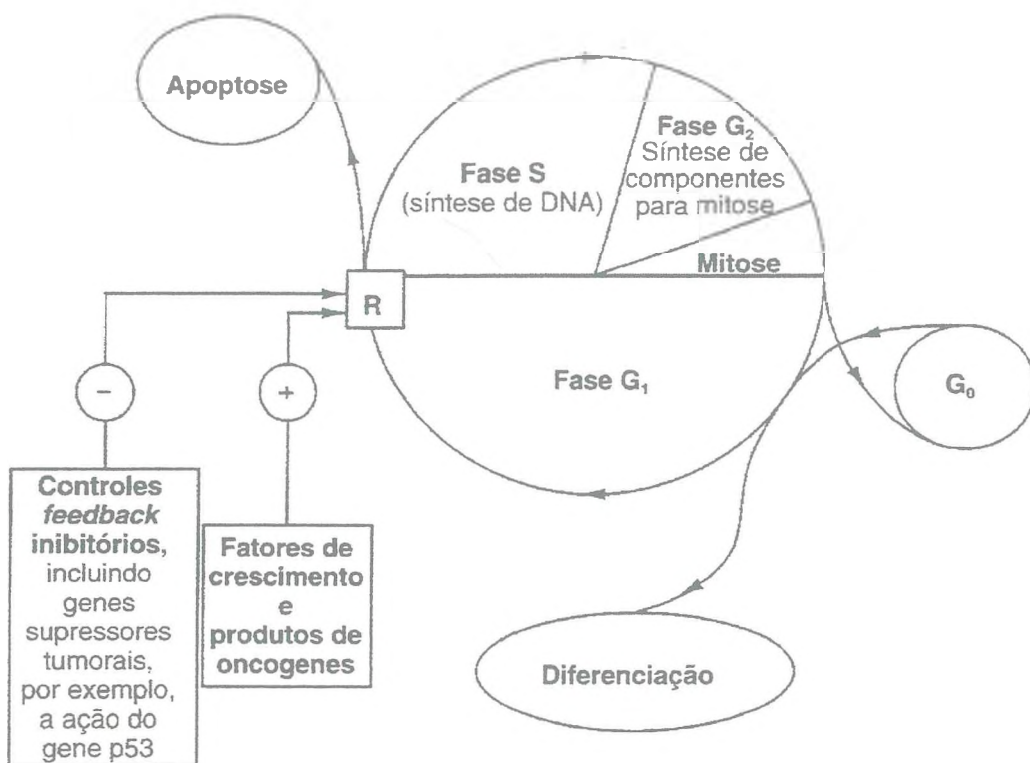 Apoptose
Fase S
(síntese de DNA)
Fase G₂
Síntese de
componentes
para mitose
Mitose
R
Fase G₁
G₀
−
+
Controles
feedback
inibitórios,
incluindo
genes
supressores
tumorais,
por exemplo,
a ação do
gene p53
Fatores de
crescimento
e
produtos de
oncogenes
Diferenciação